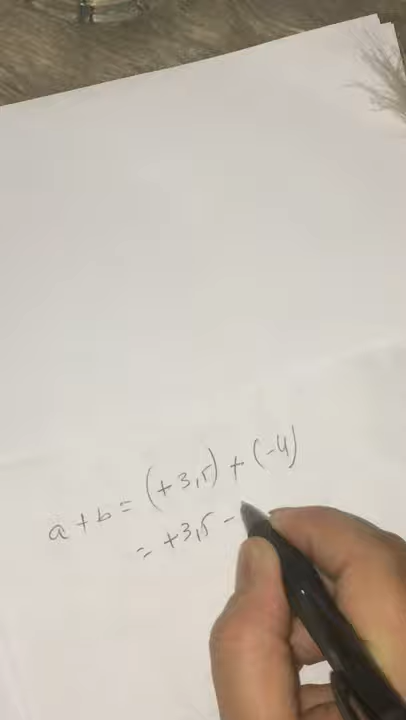 a + b = (+3,5) + (-4)
= +3,5 -